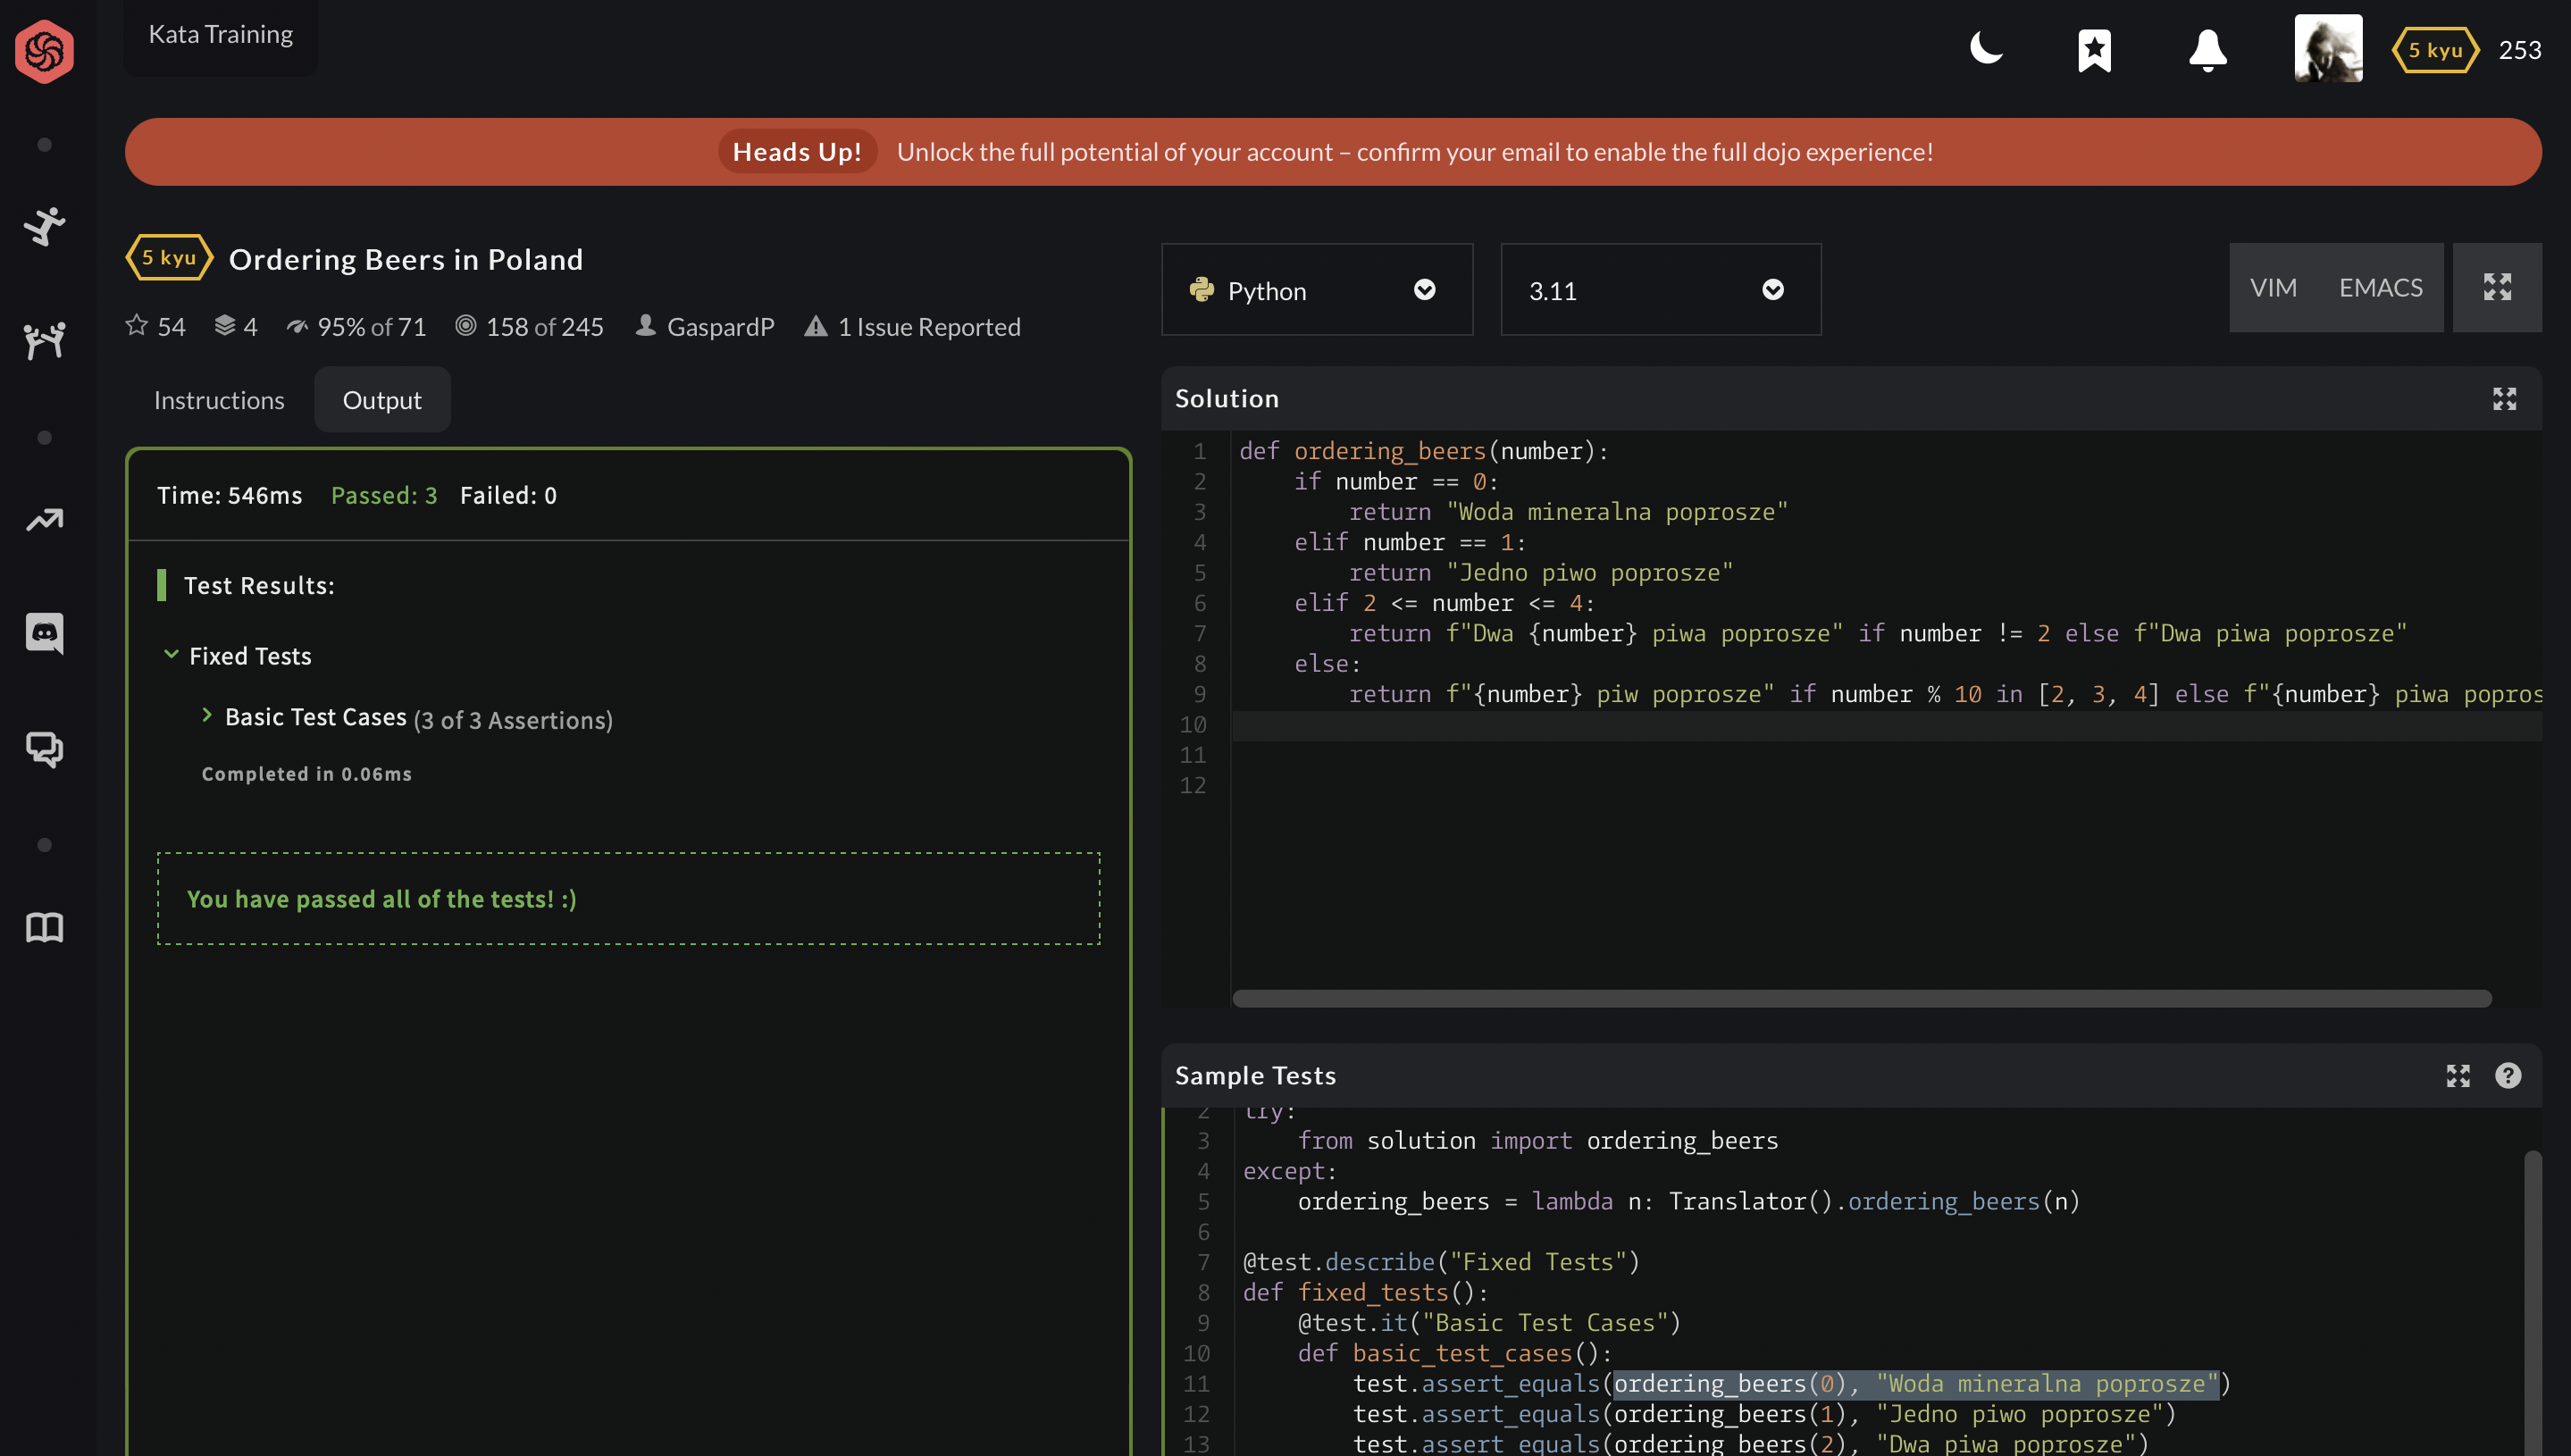 Kata Training
5 kyu 253
Heads Up! Unlock the full potential of your account – confirm your email to enable the full dojo experience!
5 kyu Ordering Beers in Poland
54 4 95% of 71 158 of 245 GaspardP 1 Issue Reported
Instructions Output
Time: 546ms Passed: 3 Failed: 0
Test Results:
Fixed Tests
Basic Test Cases (3 of 3 Assertions)
Completed in 0.06ms
You have passed all of the tests! :)
Python 3.11 VIM EMACS
Solution
1 def ordering_beers(number):
2 if number == 0:
3 return "Woda mineralna poprosze"
4 elif number == 1:
5 return "Jedno piwo poprosze"
6 elif 2 <= number <= 4:
7 return f"Dwa {number} piwa poprosze" if number != 2 else f"Dwa piwa poprosze"
8 else:
9 return f"{number} piw poprosze" if number % 10 in [2, 3, 4] else f"{number} piwa popros
10
11
12
Sample Tests
2 try:
3 from solution import ordering_beers
4 except:
5 ordering_beers = lambda n: Translator().ordering_beers(n)
6
7 @test.describe("Fixed Tests")
8 def fixed_tests():
9 @test.it("Basic Test Cases")
10 def basic_test_cases():
11 test.assert_equals(ordering_beers(0), "Woda mineralna poprosze")
12 test.assert_equals(ordering_beers(1), "Jedno piwo poprosze")
13 test.assert_equals(ordering_beers(2), "Dwa piwa poprosze")